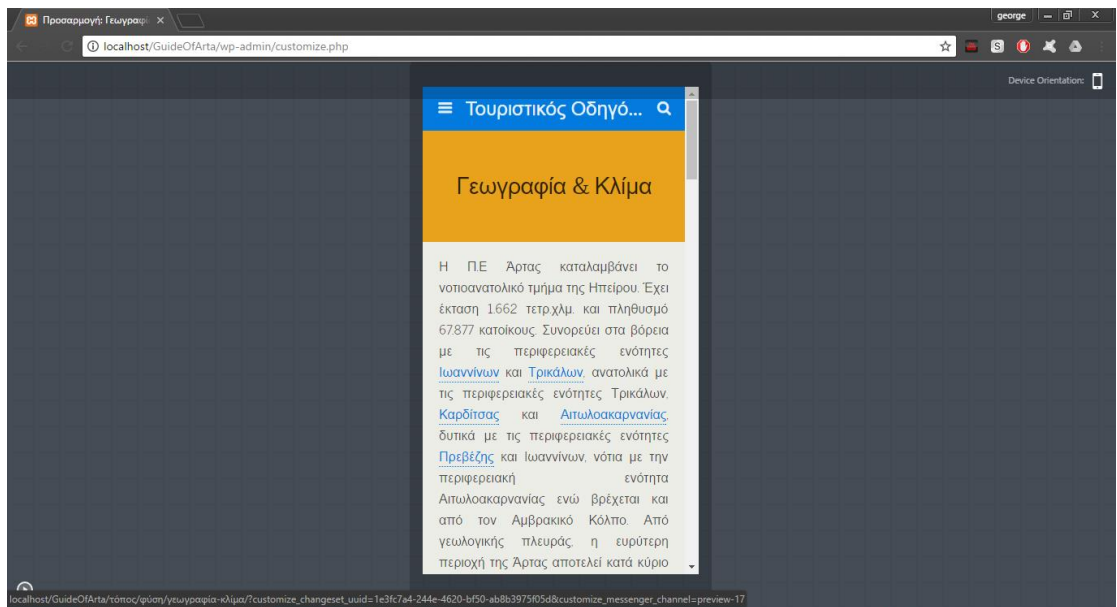 Προσαρμογή: Γεωγραφί
george
localhost/GuideOfArta/wp-admin/customize.php
Device Orientation:
Τουριστικός Οδηγό...
Γεωγραφία & Κλίμα
Η Π.Ε Άρτας καταλαμβάνει το
νοτιοανατολικό τμήμα της Ηπείρου. Έχει
έκταση 1.662 τετρ.χλμ. και πληθυσμό
67.877 κατοίκους. Συνορεύει στα βόρεια
με τις περιφερειακές ενότητες
Ιωαννίνων και Τρικάλων, ανατολικά με
τις περιφερειακές ενότητες Τρικάλων,
Καρδίτσας και Αιτωλοακαρνανίας,
δυτικά με τις περιφερειακές ενότητες
Πρεβέζης και Ιωαννίνων, νότια με την
περιφερειακή ενότητα
Αιτωλοακαρνανίας ενώ βρέχεται και
από τον Αμβρακικό Κόλπο. Από
γεωλογικής πλευράς, η ευρύτερη
περιοχή της Άρτας αποτελεί κατά κύριο
localhost/GuideOfArta/τόπος/φύση/γεωγραφία-κλίμα/?customize_changeset_uuid=1e3fc7a4-244e-4620-bf50-ab8b3975f05d&customize_messenger_channel=preview-17